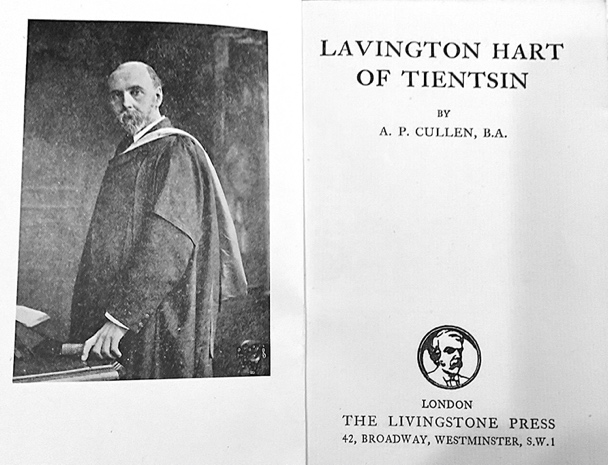 LAVINGTON HART
OF TIENTSIN
BY
A. P. CULLEN, B.A.
LONDON
THE LIVINGSTONE PRESS
42, BROADWAY, WESTMINSTER, S.W.1